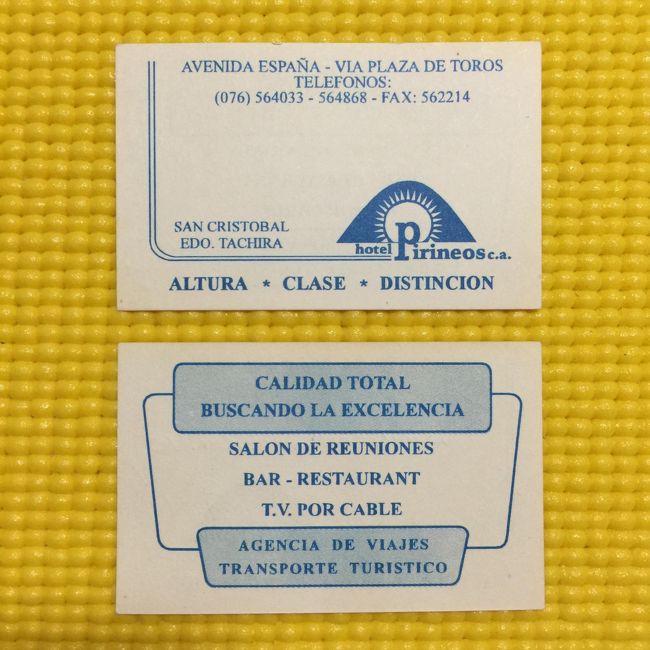 AVENIDA ESPAÑA - VIA PLAZA DE TOROS
TELEFONOS:
(076) 564033 - 564868 - FAX: 562214
SAN CRISTOBAL
EDO. TACHIRA
hotel Pirineos c.a.
ALTURA * CLASE * DISTINCION
CALIDAD TOTAL
BUSCANDO LA EXCELENCIA
SALON DE REUNIONES
BAR - RESTAURANT
T.V. POR CABLE
AGENCIA DE VIAJES
TRANSPORTE TURISTICO